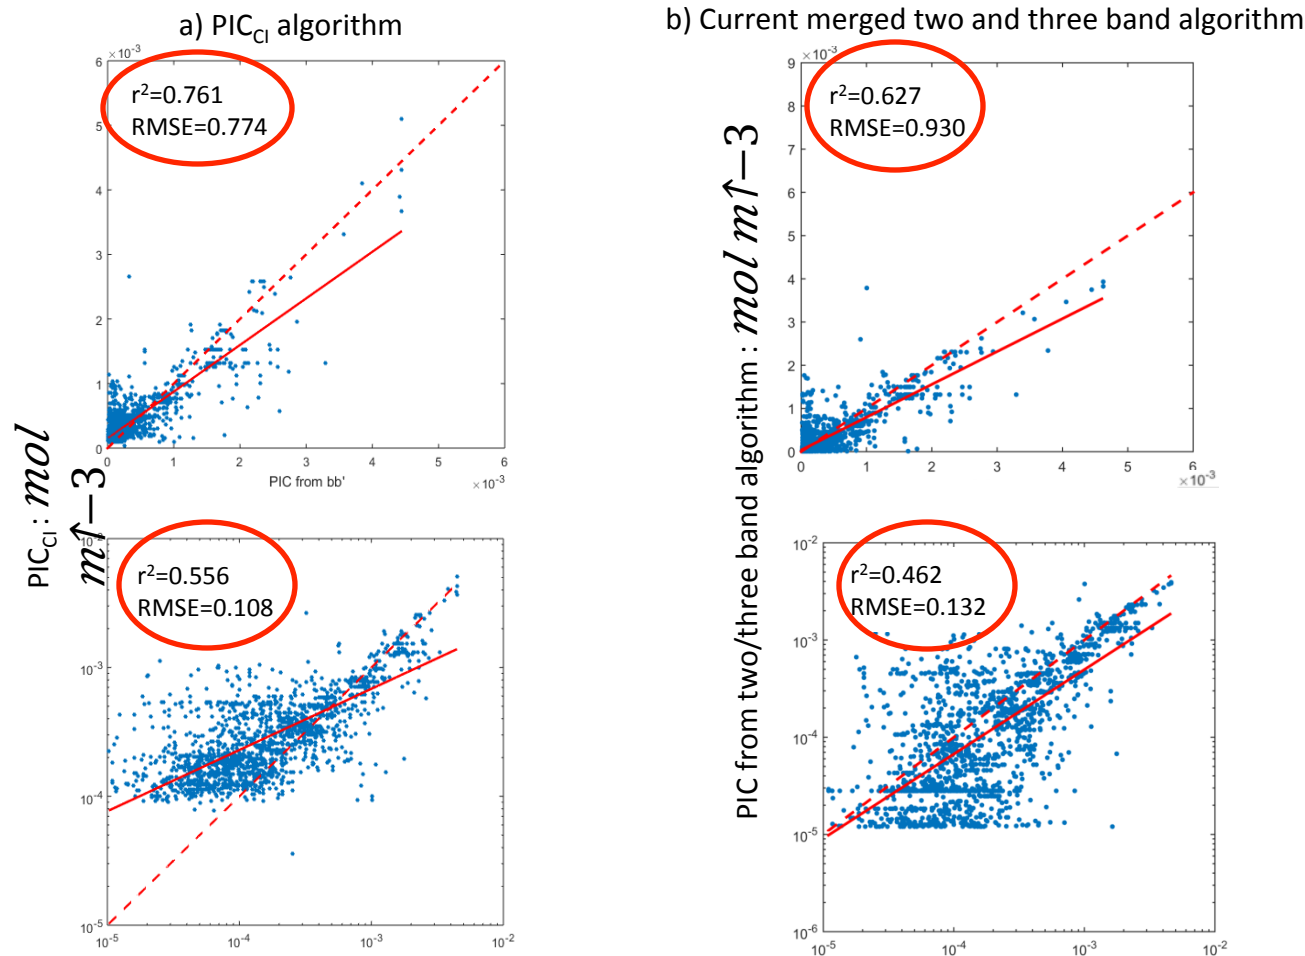 a) PIC_CI algorithm
b) Current merged two and three band algorithm
×10⁻³
6
5
4
3
2
1
0
r²=0.761
RMSE=0.774
0 1 2 3 4 5 6
PIC from bb'
×10⁻³
PIC_CI : mol
m↑−3
×10⁻³
9
8
7
6
5
4
3
2
1
0
r²=0.627
RMSE=0.930
0 1 2 3 4 5 6
×10⁻³
PIC from two/three band algorithm : mol m↑−3
10⁻²
10⁻³
10⁻⁴
10⁻⁵
r²=0.556
RMSE=0.108
10⁻⁵ 10⁻⁴ 10⁻³ 10⁻²
10⁻²
10⁻³
10⁻⁴
10⁻⁵
10⁻⁶
r²=0.462
RMSE=0.132
10⁻⁵ 10⁻⁴ 10⁻³ 10⁻²